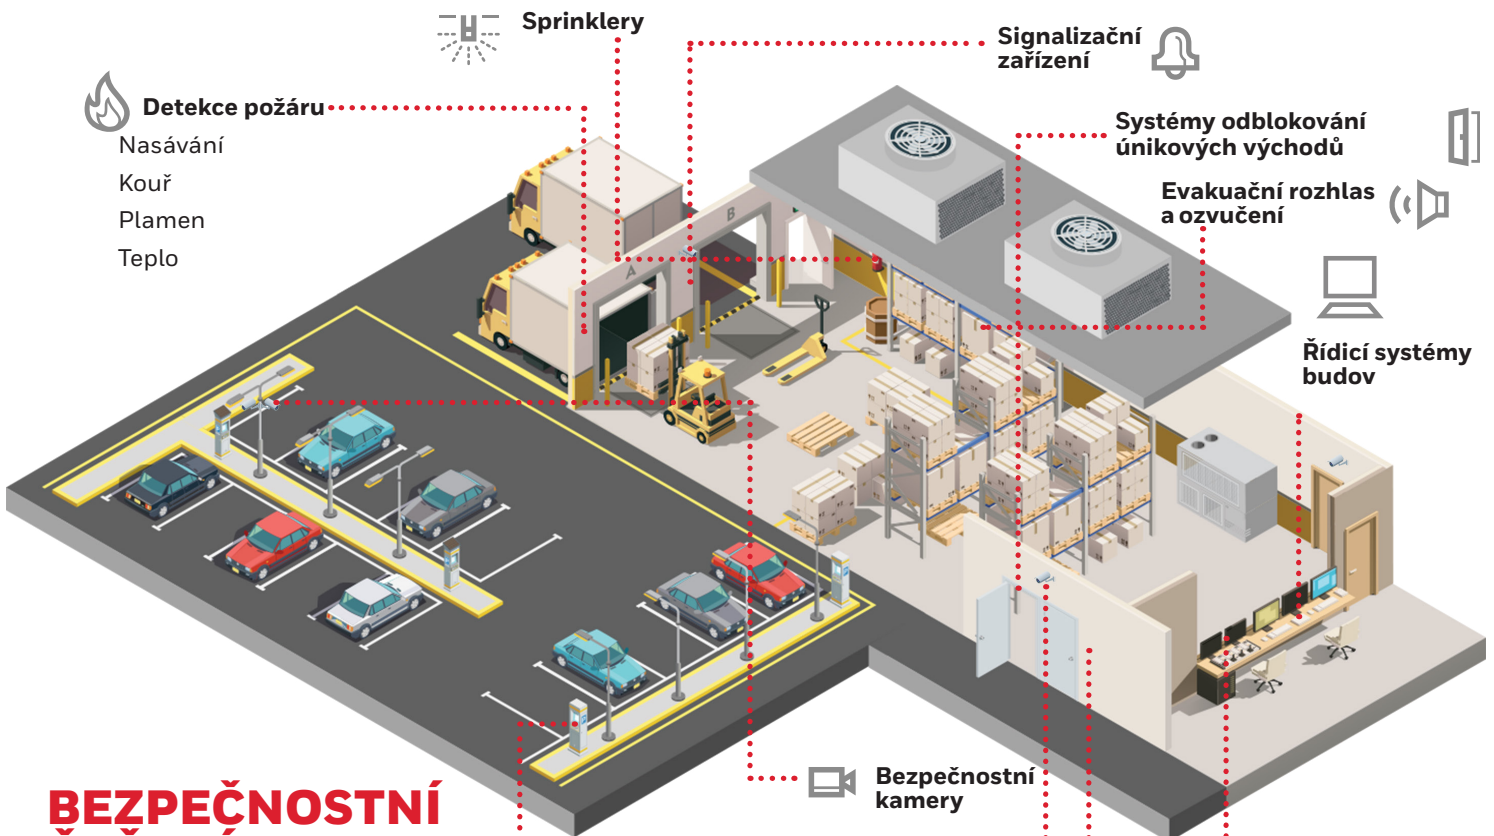 Sprinklery
Signalizační
zařízení
Detekce požáru
Nasávání
Kouř
Plamen
Teplo
Systémy odblokování
únikových východů
Evakuační rozhlas
a ozvučení
Řídicí systémy
budov
A
B
Bezpečnostní
kamery
BEZPEČNOSTNÍ